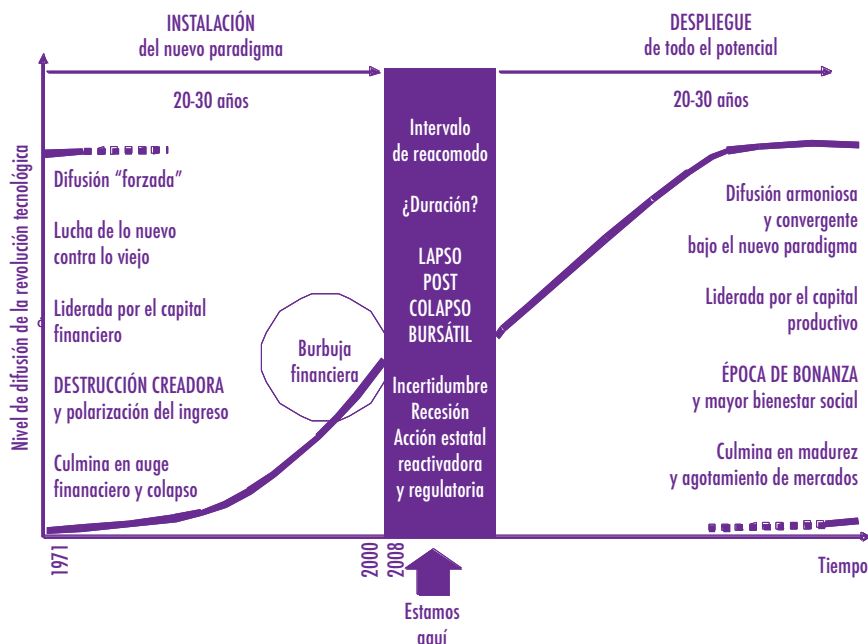 INSTALACIÓN
del nuevo paradigma
20-30 años
DESPLIEGUE
de todo el potencial
20-30 años
Nivel de difusión de la revolución tecnológica
Difusión “forzada”
Lucha de lo nuevo
contra lo viejo
Liderada por el capital
financiero
DESTRUCCIÓN CREADORA
y polarización del ingreso
Culmina en auge
finanaciero y colapso
Burbuja
financiera
Intervalo
de reacomodo
¿Duración?
LAPSO
POST
COLAPSO
BURSÁTIL
Incertidumbre
Recesión
Acción estatal
reactivadora
y regulatoria
Difusión armoniosa
y convergente
bajo el nuevo paradigma
Liderada por el capital
productivo
ÉPOCA DE BONANZA
y mayor bienestar social
Culmina en madurez
y agotamiento de mercados
1971
2000
2008
Tiempo
Estamos
aquí